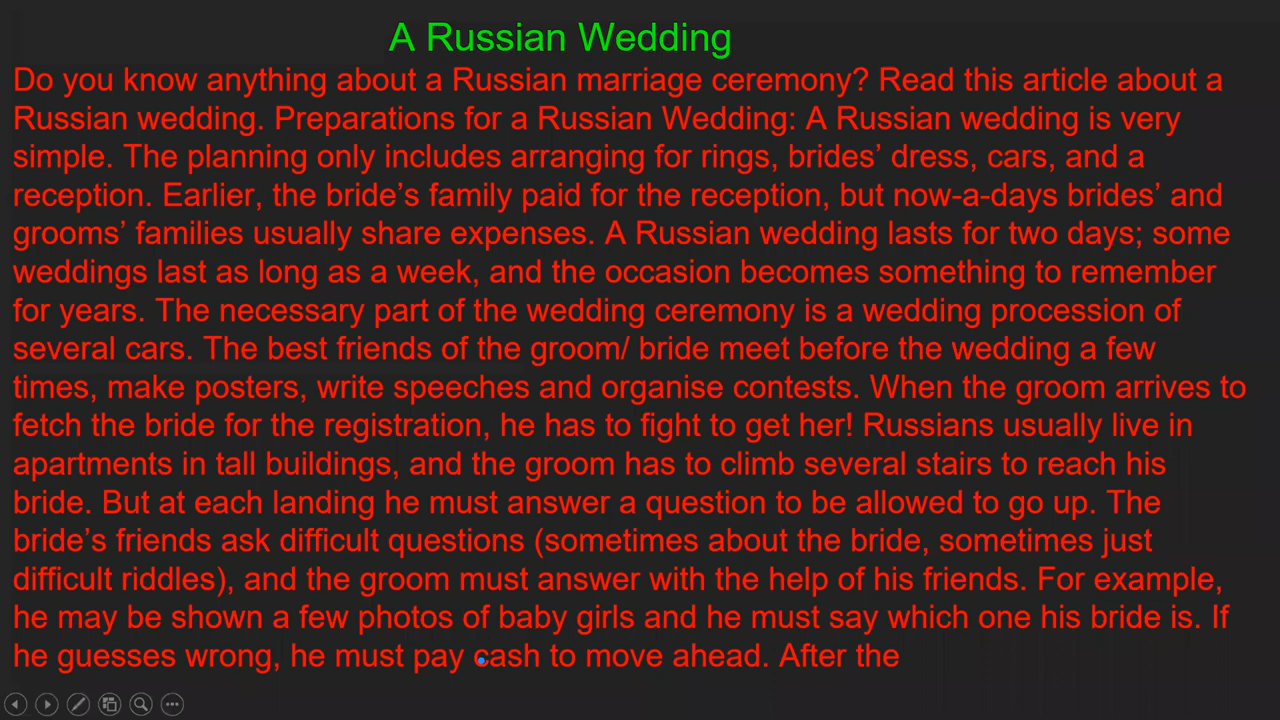 A Russian Wedding
Do you know anything about a Russian marriage ceremony? Read this article about a
Russian wedding. Preparations for a Russian Wedding: A Russian wedding is very
simple. The planning only includes arranging for rings, brides’ dress, cars, and a
reception. Earlier, the bride’s family paid for the reception, but now-a-days brides’ and
grooms’ families usually share expenses. A Russian wedding lasts for two days; some
weddings last as long as a week, and the occasion becomes something to remember
for years. The necessary part of the wedding ceremony is a wedding procession of
several cars. The best friends of the groom/ bride meet before the wedding a few
times, make posters, write speeches and organise contests. When the groom arrives to
fetch the bride for the registration, he has to fight to get her! Russians usually live in
apartments in tall buildings, and the groom has to climb several stairs to reach his
bride. But at each landing he must answer a question to be allowed to go up. The
bride’s friends ask difficult questions (sometimes about the bride, sometimes just
difficult riddles), and the groom must answer with the help of his friends. For example,
he may be shown a few photos of baby girls and he must say which one his bride is. If
he guesses wrong, he must pay cash to move ahead. After the